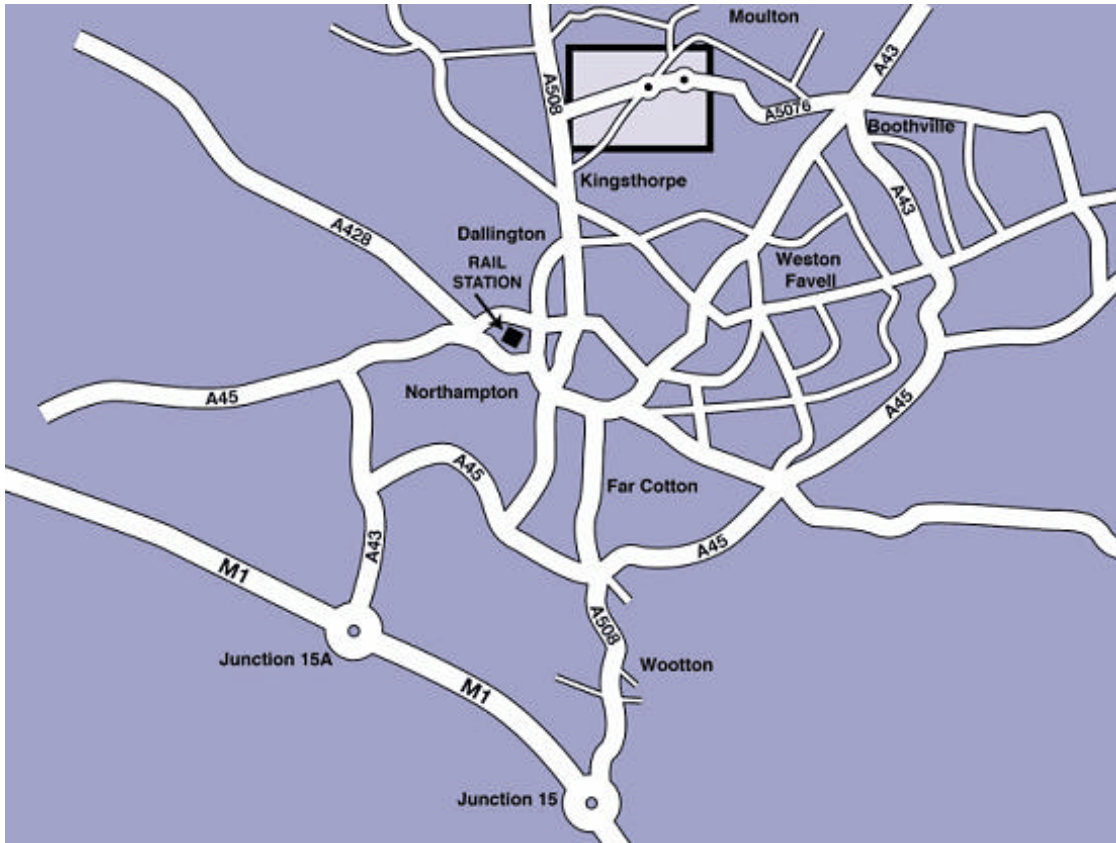 Moulton
A43
A508
A5076
Boothville
Kingsthorpe
A43
A428
Dallington
RAIL
STATION
Weston
Favell
Northampton
A45
A45
A45
Far Cotton
A43
A45
M1
A508
Junction 15A
Wootton
M1
Junction 15